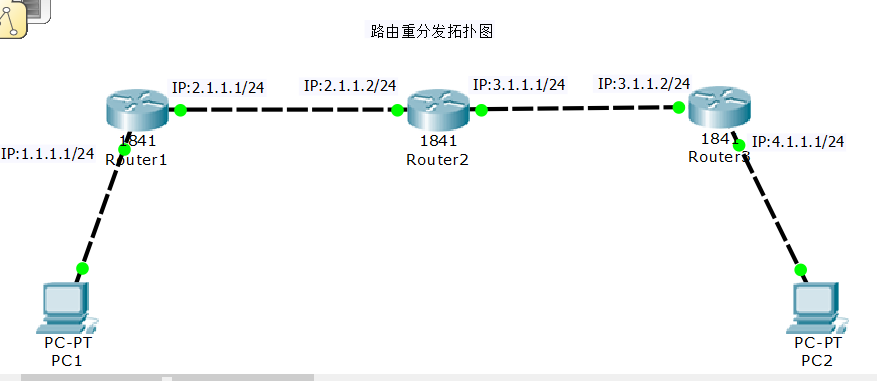 路由重分发拓扑图
IP:2.1.1.1/24
IP:2.1.1.2/24
IP:3.1.1.1/24
IP:3.1.1.2/24
1841
Router1
1841
Router2
1841
Router3
IP:1.1.1.1/24
IP:4.1.1.1/24
PC-PT
PC1
PC-PT
PC2